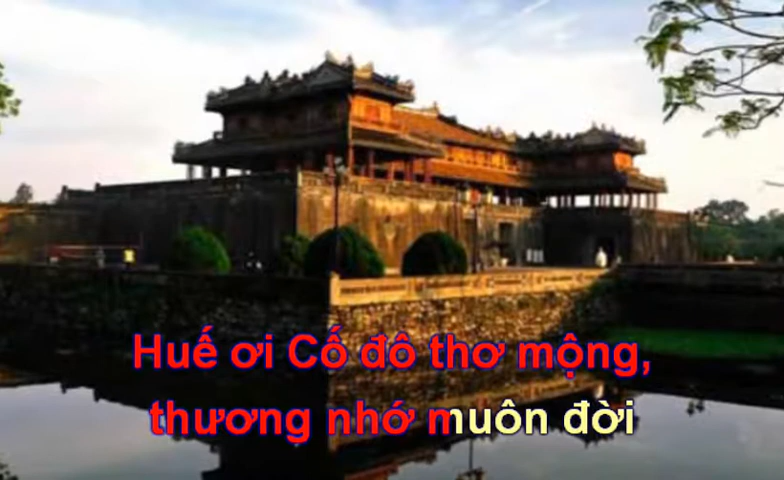 Huế ơi Cố đô thơ mộng,
thương nhớ muôn đời